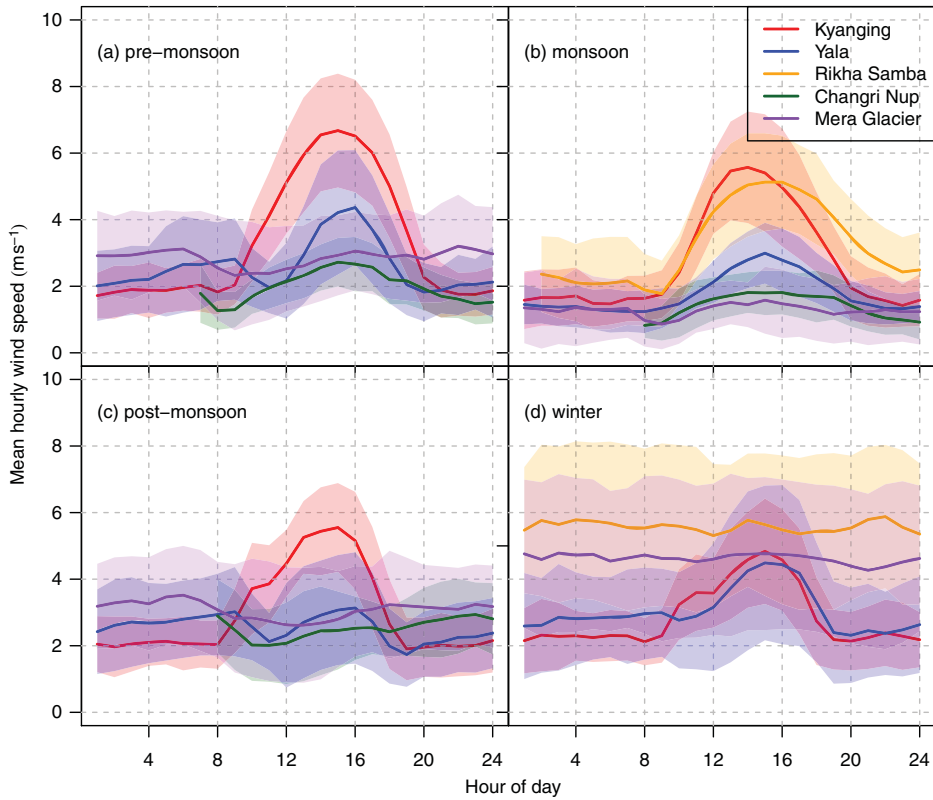 Mean hourly wind speed (ms⁻¹)
(a) pre−monsoon
(b) monsoon
Kyanging
Yala
Rikha Samba
Changri Nup
Mera Glacier
10
8
6
4
2
0
(c) post−monsoon
(d) winter
10
8
6
4
2
0
4 8 12 16 20 24 4 8 12 16 20 24
Hour of day